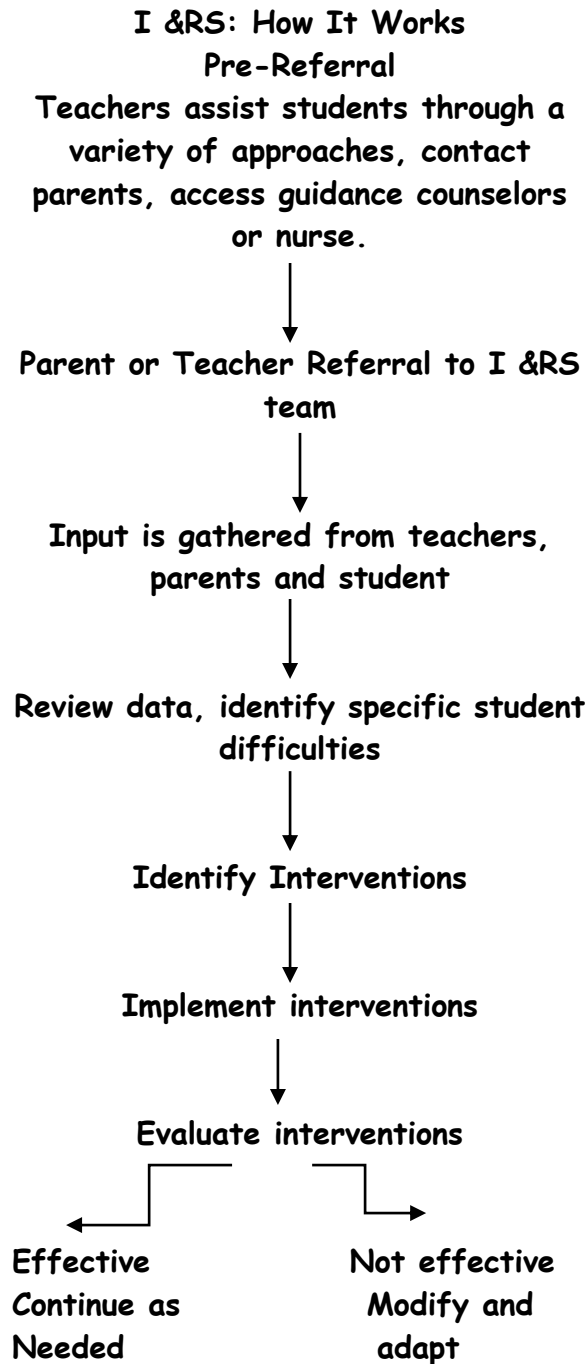 I &RS: How It Works
Pre-Referral
Teachers assist students through a
variety of approaches, contact
parents, access guidance counselors
or nurse.
Parent or Teacher Referral to I &RS
team
Input is gathered from teachers,
parents and student
Review data, identify specific student
difficulties
Identify Interventions
Implement interventions
Evaluate interventions
Effective
Continue as
Needed
Not effective
Modify and
adapt